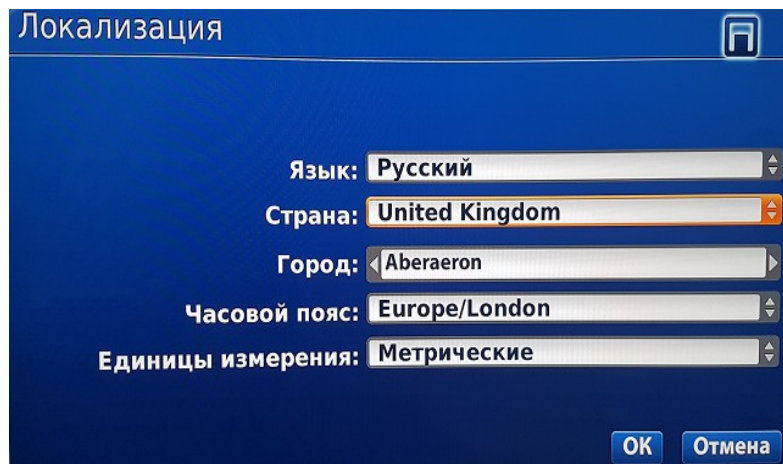 Локализация
Язык: Русский
Страна: United Kingdom
Город: Aberaeron
Часовой пояс: Europe/London
Единицы измерения: Метрические
OK Отмена